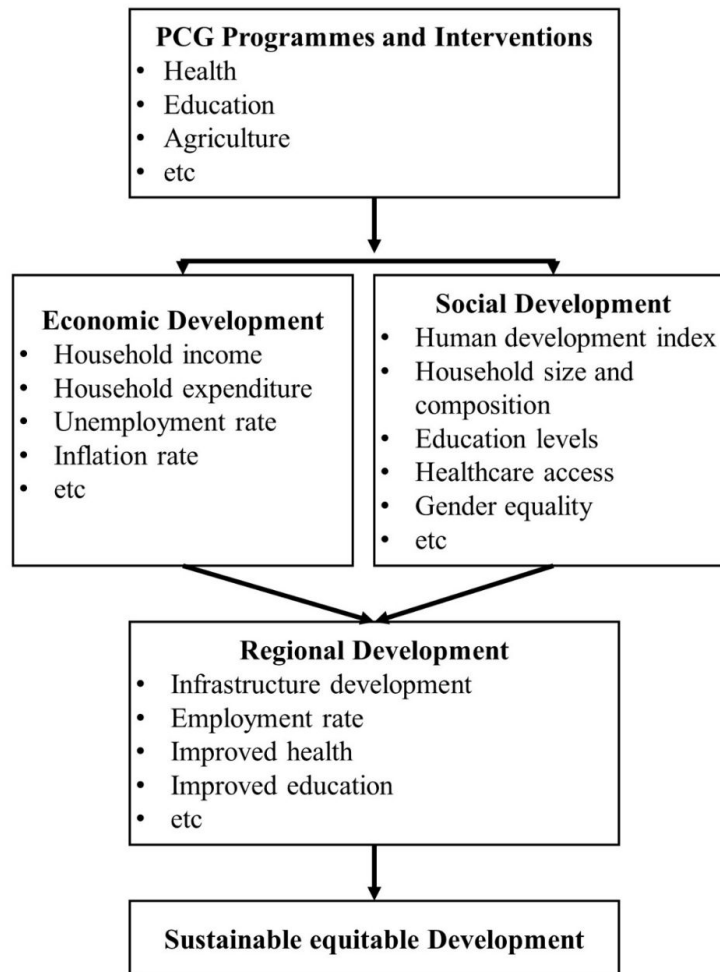 PCG Programmes and Interventions
• Health
• Education
• Agriculture
• etc
Economic Development
• Household income
• Household expenditure
• Unemployment rate
• Inflation rate
• etc
Social Development
• Human development index
• Household size and
composition
• Education levels
• Healthcare access
• Gender equality
• etc
Regional Development
• Infrastructure development
• Employment rate
• Improved health
• Improved education
• etc
Sustainable equitable Development